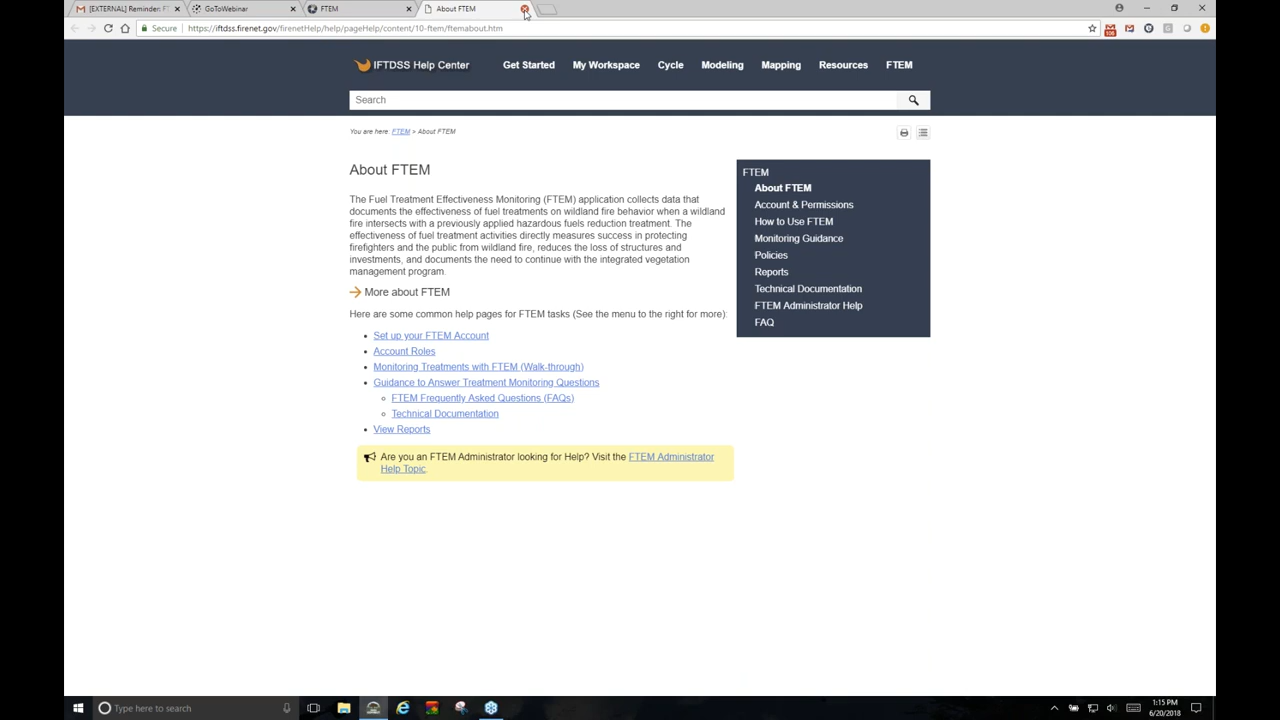 [EXTERNAL] Reminder: FT
GoToWebinar
FTEM
About FTEM
Secure
https://iftdss.firenet.gov/firenetHelp/help/pageHelp/content/10-ftem/ftemabout.htm
IFTDSS Help Center
Get Started
My Workspace
Cycle
Modeling
Mapping
Resources
FTEM
Search
You are here: FTEM > About FTEM
About FTEM
The Fuel Treatment Effectiveness Monitoring (FTEM) application collects data that
documents the effectiveness of fuel treatments on wildland fire behavior when a wildland
fire intersects with a previously applied hazardous fuels reduction treatment. The
effectiveness of fuel treatment activities directly measures success in protecting
firefighters and the public from wildland fire, reduces the loss of structures and
investments, and documents the need to continue with the integrated vegetation
management program.
More about FTEM
Here are some common help pages for FTEM tasks (See the menu to the right for more):
Set up your FTEM Account
Account Roles
Monitoring Treatments with FTEM (Walk-through)
Guidance to Answer Treatment Monitoring Questions
FTEM Frequently Asked Questions (FAQs)
Technical Documentation
View Reports
Are you an FTEM Administrator looking for Help? Visit the FTEM Administrator
Help Topic.
FTEM
About FTEM
Account & Permissions
How to Use FTEM
Monitoring Guidance
Policies
Reports
Technical Documentation
FTEM Administrator Help
FAQ
Type here to search
1:15 PM
6/20/2018